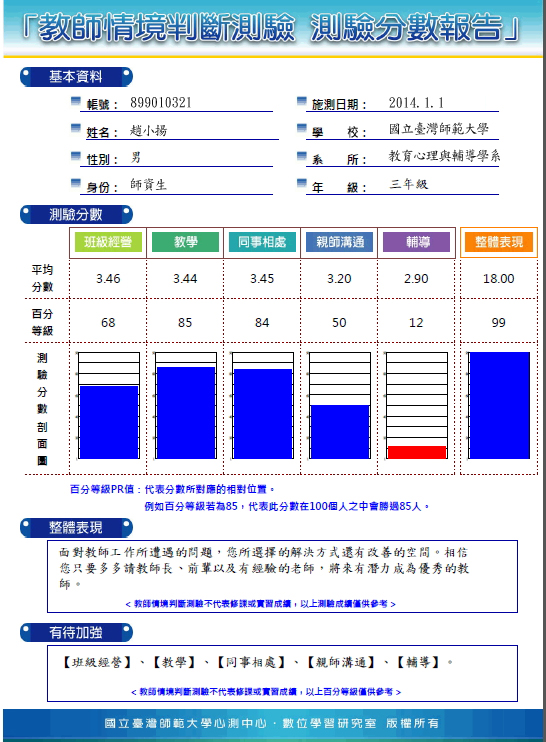 「教師情境判斷測驗 測驗分數報告」
基本資料
帳號： 899010321 施測日期： 2014.1.1
姓名： 趙小揚 學 校： 國立臺灣師範大學
性別： 男 系 所： 教育心理與輔導學系
身份： 師資生 年 級： 三年級
測驗分數
班級經營 教學 同事相處 親師溝通 輔導 整體表現
平均分數 3.46 3.44 3.45 3.20 2.90 18.00
百分等級 68 85 84 50 12 99
測驗分數剖面圖
百分等級PR值：代表分數所對應的相對位置。
例如百分等級若為85，代表此分數在100個人之中會勝過85人。
整體表現
面對教師工作所遭遇的問題，您所選擇的解決方式還有改善的空間。相信
您只要多多請教師長、前輩以及有經驗的老師，將來有潛力成為優秀的教
師。
< 教師情境判斷測驗不代表修課或實習成績，以上測驗成績僅供參考 >
有待加強
【班級經營】、【教學】、【同事相處】、【親師溝通】、【輔導】。
< 教師情境判斷測驗不代表修課或實習成績，以上百分等級僅供參考 >
國立臺灣師範大學心測中心．數位學習研究室 版權所有